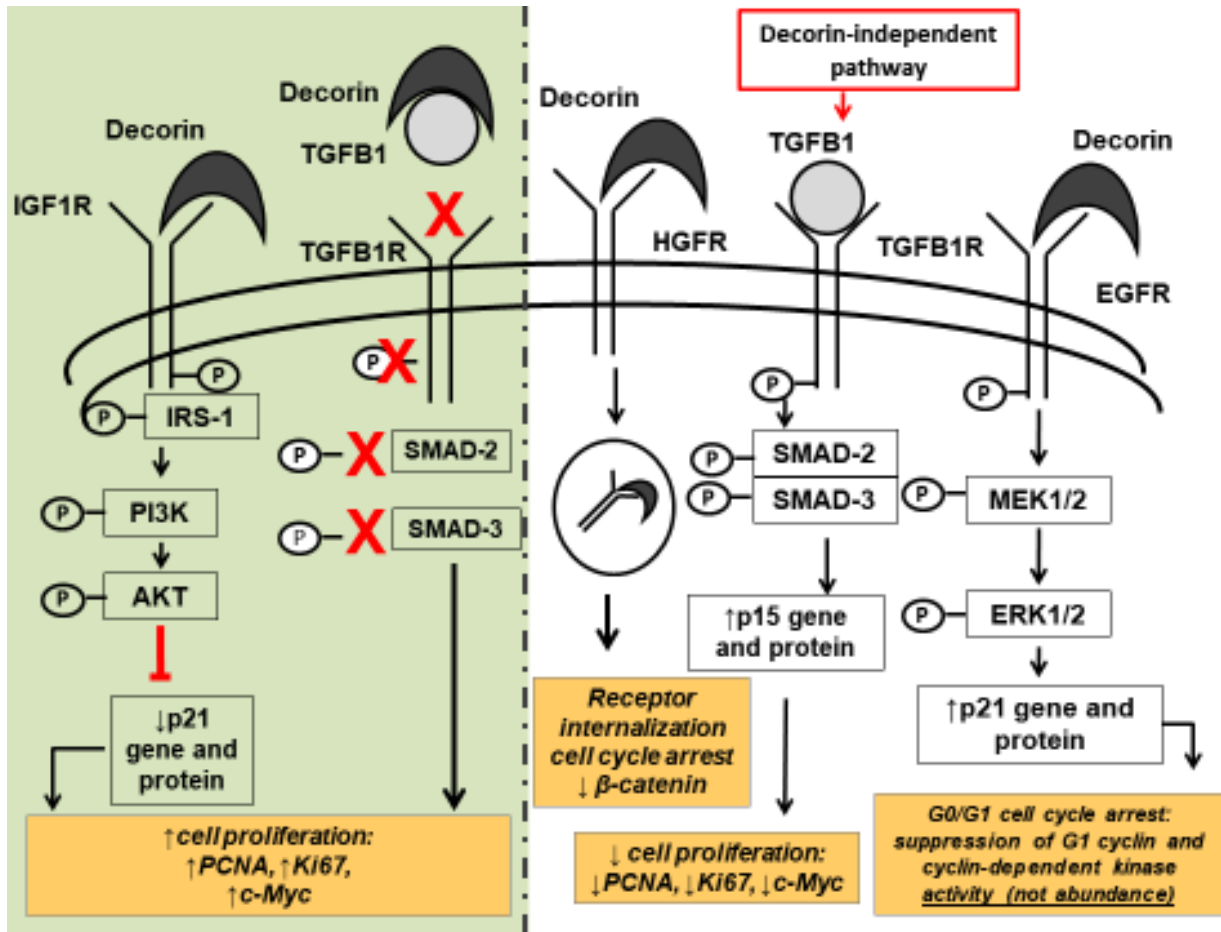 Decorin-independent
pathway
Decorin
TGFB1
Decorin
IGF1R
TGFB1R
X
P
X
P
P
IRS-1
P
X
SMAD-2
P
PI3K
P
X
SMAD-3
P
AKT
↓p21
gene and
protein
↑cell proliferation:
↑PCNA, ↑Ki67,
↑c-Myc
Decorin
HGFR
Receptor
internalization
cell cycle arrest
↓ β-catenin
TGFB1
TGFB1R
P
P
SMAD-2
P
SMAD-3
↑p15 gene
and protein
↓ cell proliferation:
↓PCNA, ↓Ki67, ↓c-Myc
Decorin
EGFR
P
P
MEK1/2
P
ERK1/2
↑p21 gene and
protein
G0/G1 cell cycle arrest:
suppression of G1 cyclin and
cyclin-dependent kinase
activity (not abundance)